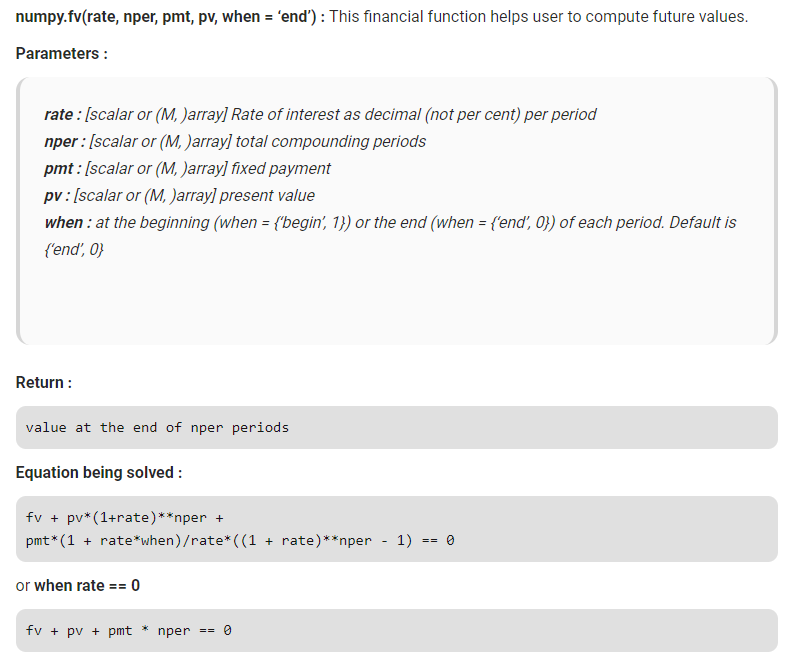 numpy.fv(rate, nper, pmt, pv, when = ‘end’) : This financial function helps user to compute future values.
Parameters :
rate : [scalar or (M, )array] Rate of interest as decimal (not per cent) per period
nper : [scalar or (M, )array] total compounding periods
pmt : [scalar or (M, )array] fixed payment
pv : [scalar or (M, )array] present value
when : at the beginning (when = {‘begin’, 1}) or the end (when = {‘end’, 0}) of each period. Default is
{‘end’, 0}
Return :
value at the end of nper periods
Equation being solved :
fv + pv*(1+rate)**nper +
pmt*(1 + rate*when)/rate*((1 + rate)**nper - 1) == 0
or when rate == 0
fv + pv + pmt * nper == 0